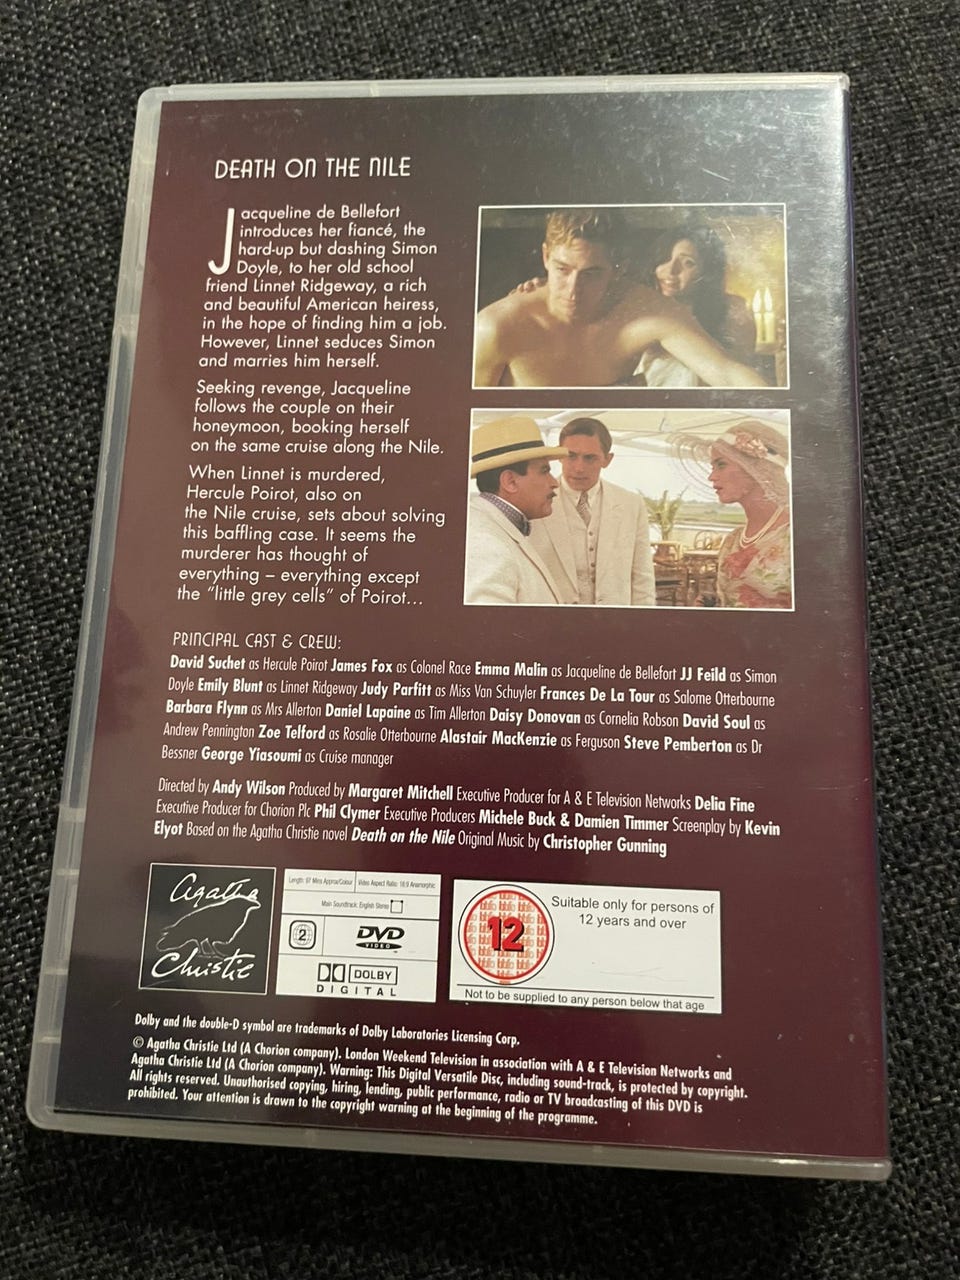 DEATH ON THE NILE
Jacqueline de Bellefort
introduces her fiancé, the
hard-up but dashing Simon
Doyle, to her old school
friend Linnet Ridgeway, a rich
and beautiful American heiress,
in the hope of finding him a job.
However, Linnet seduces Simon
and marries him herself.
Seeking revenge, Jacqueline
follows the couple on their
honeymoon, booking herself
on the same cruise along the Nile.
When Linnet is murdered,
Hercule Poirot, also on
the Nile cruise, sets about solving
this baffling case. It seems the
murderer has thought of
everything – everything except
the "little grey cells" of Poirot...
PRINCIPAL CAST & CREW:
David Suchet as Hercule Poirot James Fox as Colonel Race Emma Malin as Jacqueline de Bellefort JJ Feild as Simon
Doyle Emily Blunt as Linnet Ridgeway Judy Parfitt as Miss Van Schuyler Frances De La Tour as Salome Otterbourne
Barbara Flynn as Mrs Allerton Daniel Lapaine as Tim Allerton Daisy Donovan as Cornelia Robson David Soul as
Andrew Pennington Zoe Telford as Rosalie Otterbourne Alastair MacKenzie as Ferguson Steve Pemberton as Dr
Bessner George Yiasoumi as Cruise manager
Directed by Andy Wilson Produced by Margaret Mitchell Executive Producer for A & E Television Networks Delia Fine
Executive Producer for Chorion Plc Phil Clymer Executive Producers Michele Buck & Damien Timmer Screenplay by Kevin
Elyot Based on the Agatha Christie novel Death on the Nile Original Music by Christopher Gunning
Agatha
Christie
Length: 97 Mins Approx/Colour Video Aspect Ratio: 16:9 Anamorphic
Main Soundtrack: English Stereo
2
DVD
VIDEO
DOLBY
DIGITAL
12
Suitable only for persons of
12 years and over
Not to be supplied to any person below that age
Dolby and the double-D symbol are trademarks of Dolby Laboratories Licensing Corp.
© Agatha Christie Ltd (A Chorion company). London Weekend Television in association with A & E Television Networks and
Agatha Christie Ltd (A Chorion company). Warning: This Digital Versatile Disc, including sound-track, is protected by copyright.
All rights reserved. Unauthorised copying, hiring, lending, public performance, radio or TV broadcasting of this DVD is
prohibited. Your attention is drawn to the copyright warning at the beginning of the programme.